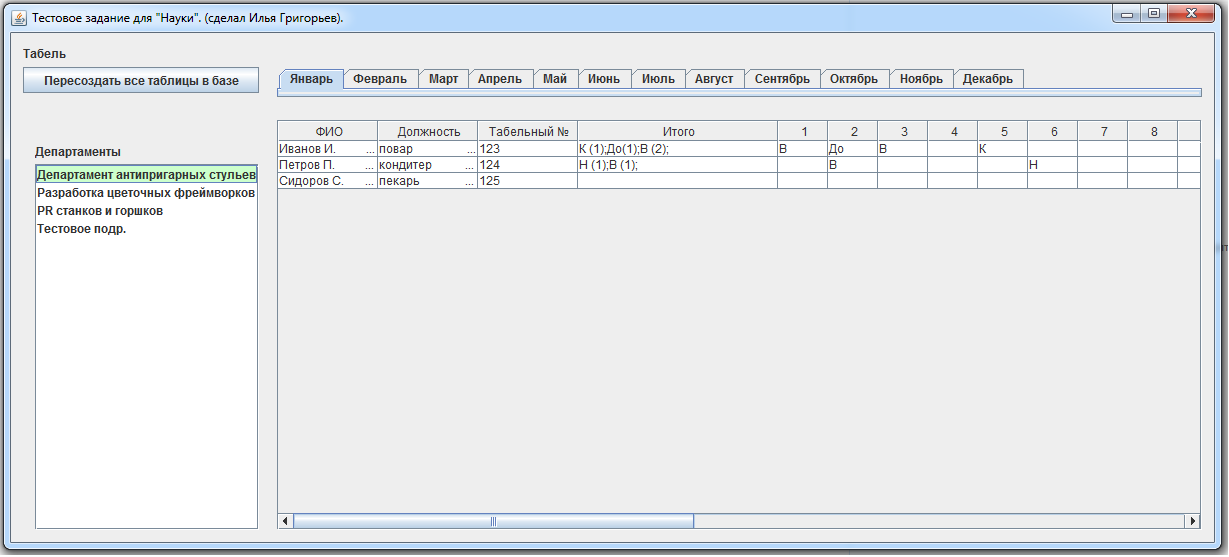 Тестовое задание для "Науки". (сделал Илья Григорьев).
Табель
Пересоздать все таблицы в базе
Январь Февраль Март Апрель Май Июнь Июль Август Сентябрь Октябрь Ноябрь Декабрь
Департаменты
Департамент антипригарных стульев
Разработка цветочных фреймворков
PR станков и горшков
Тестовое подр.
ФИО Должность Табельный № Итого 1 2 3 4 5 6 7 8
Иванов И. ... повар ... 123 К (1);До(1);В (2); В До В К
Петров П. ... кондитер ... 124 Н (1);В (1); В Н
Сидоров С. ... пекарь ... 125